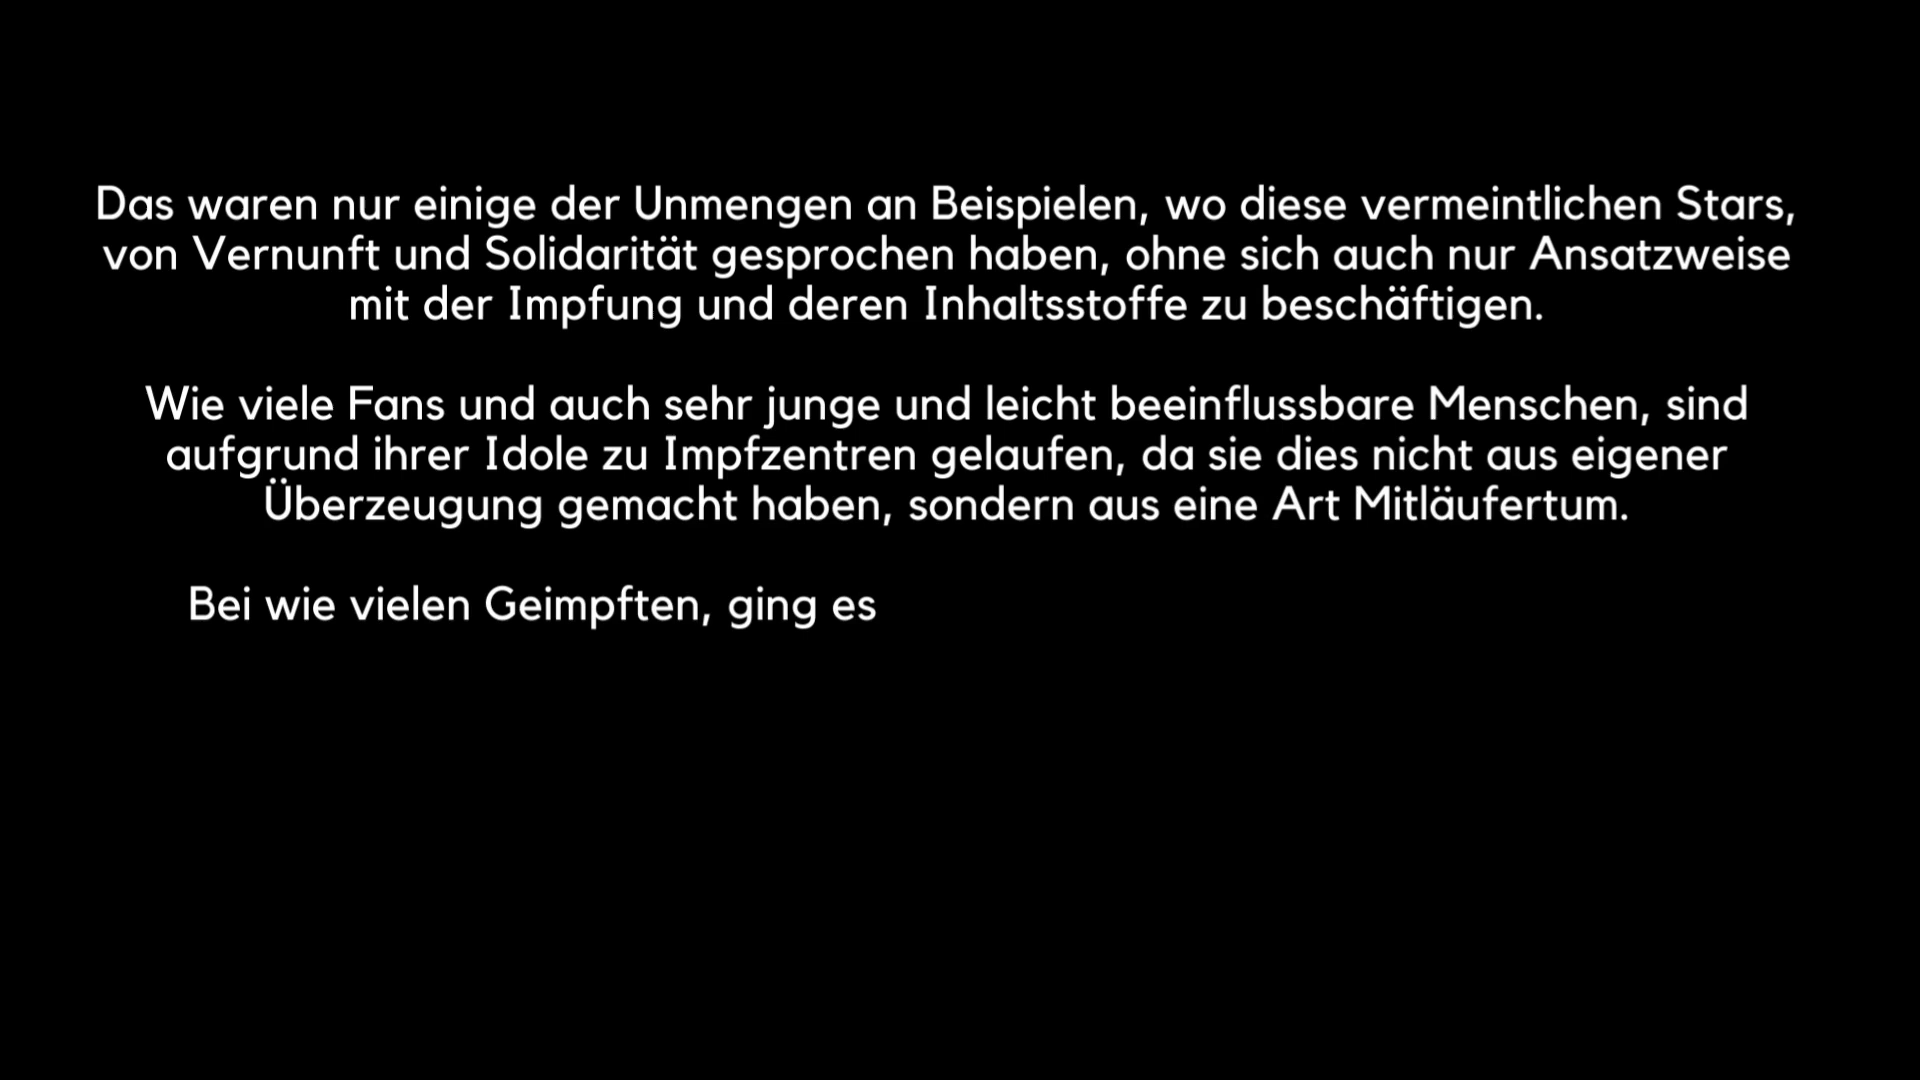 Das waren nur einige der Unmengen an Beispielen, wo diese vermeintlichen Stars,
von Vernunft und Solidarität gesprochen haben, ohne sich auch nur Ansatzweise
mit der Impfung und deren Inhaltsstoffe zu beschäftigen.
Wie viele Fans und auch sehr junge und leicht beeinflussbare Menschen, sind
aufgrund ihrer Idole zu Impfzentren gelaufen, da sie dies nicht aus eigener
Überzeugung gemacht haben, sondern aus eine Art Mitläufertum.
Bei wie vielen Geimpften, ging es